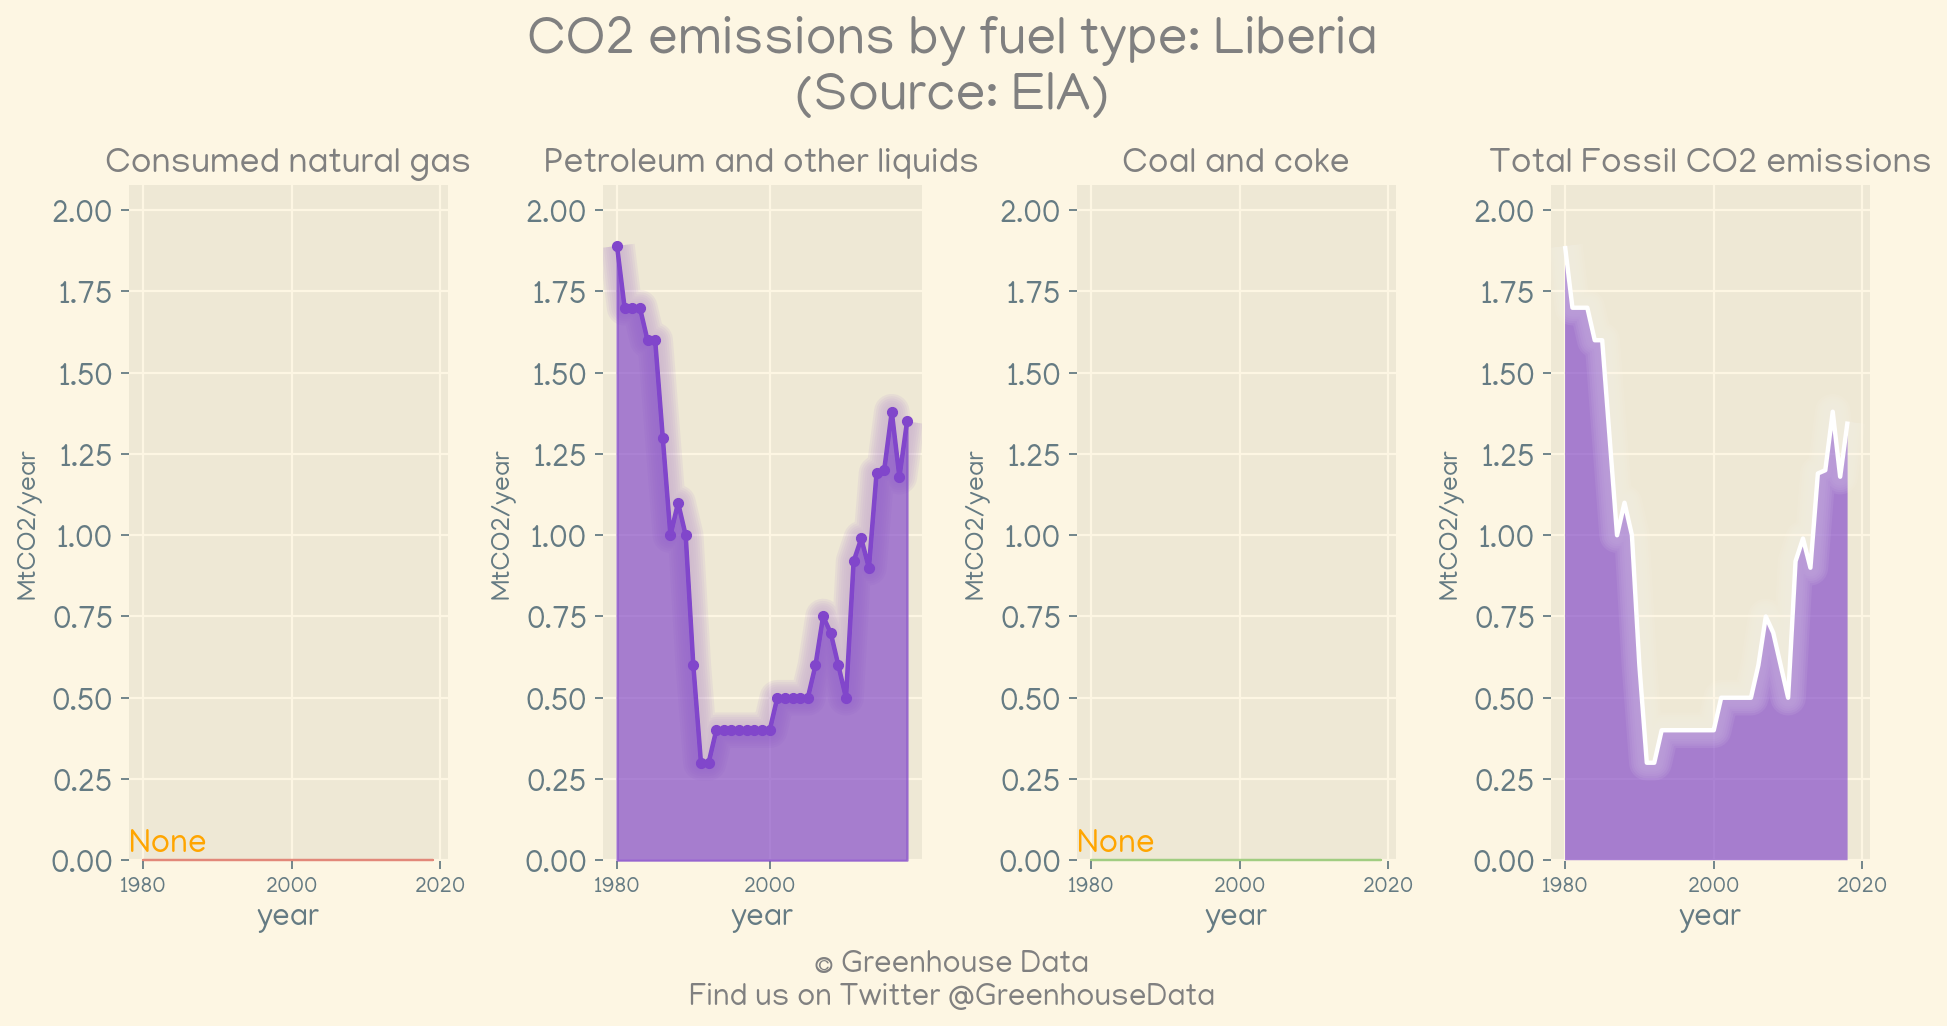 CO2 emissions by fuel type: Liberia
(Source: EIA)
Consumed natural gas
2.00
1.75
1.50
1.25
1.00
0.75
0.50
0.25
0.00
MtCO2/year
None
1980 2000 2020
year
Petroleum and other liquids
2.00
1.75
1.50
1.25
1.00
0.75
0.50
0.25
0.00
MtCO2/year
1980 2000
year
Coal and coke
2.00
1.75
1.50
1.25
1.00
0.75
0.50
0.25
0.00
MtCO2/year
None
1980 2000 2020
year
Total Fossil CO2 emissions
2.00
1.75
1.50
1.25
1.00
0.75
0.50
0.25
0.00
MtCO2/year
1980 2000 2020
year
© Greenhouse Data
Find us on Twitter @GreenhouseData